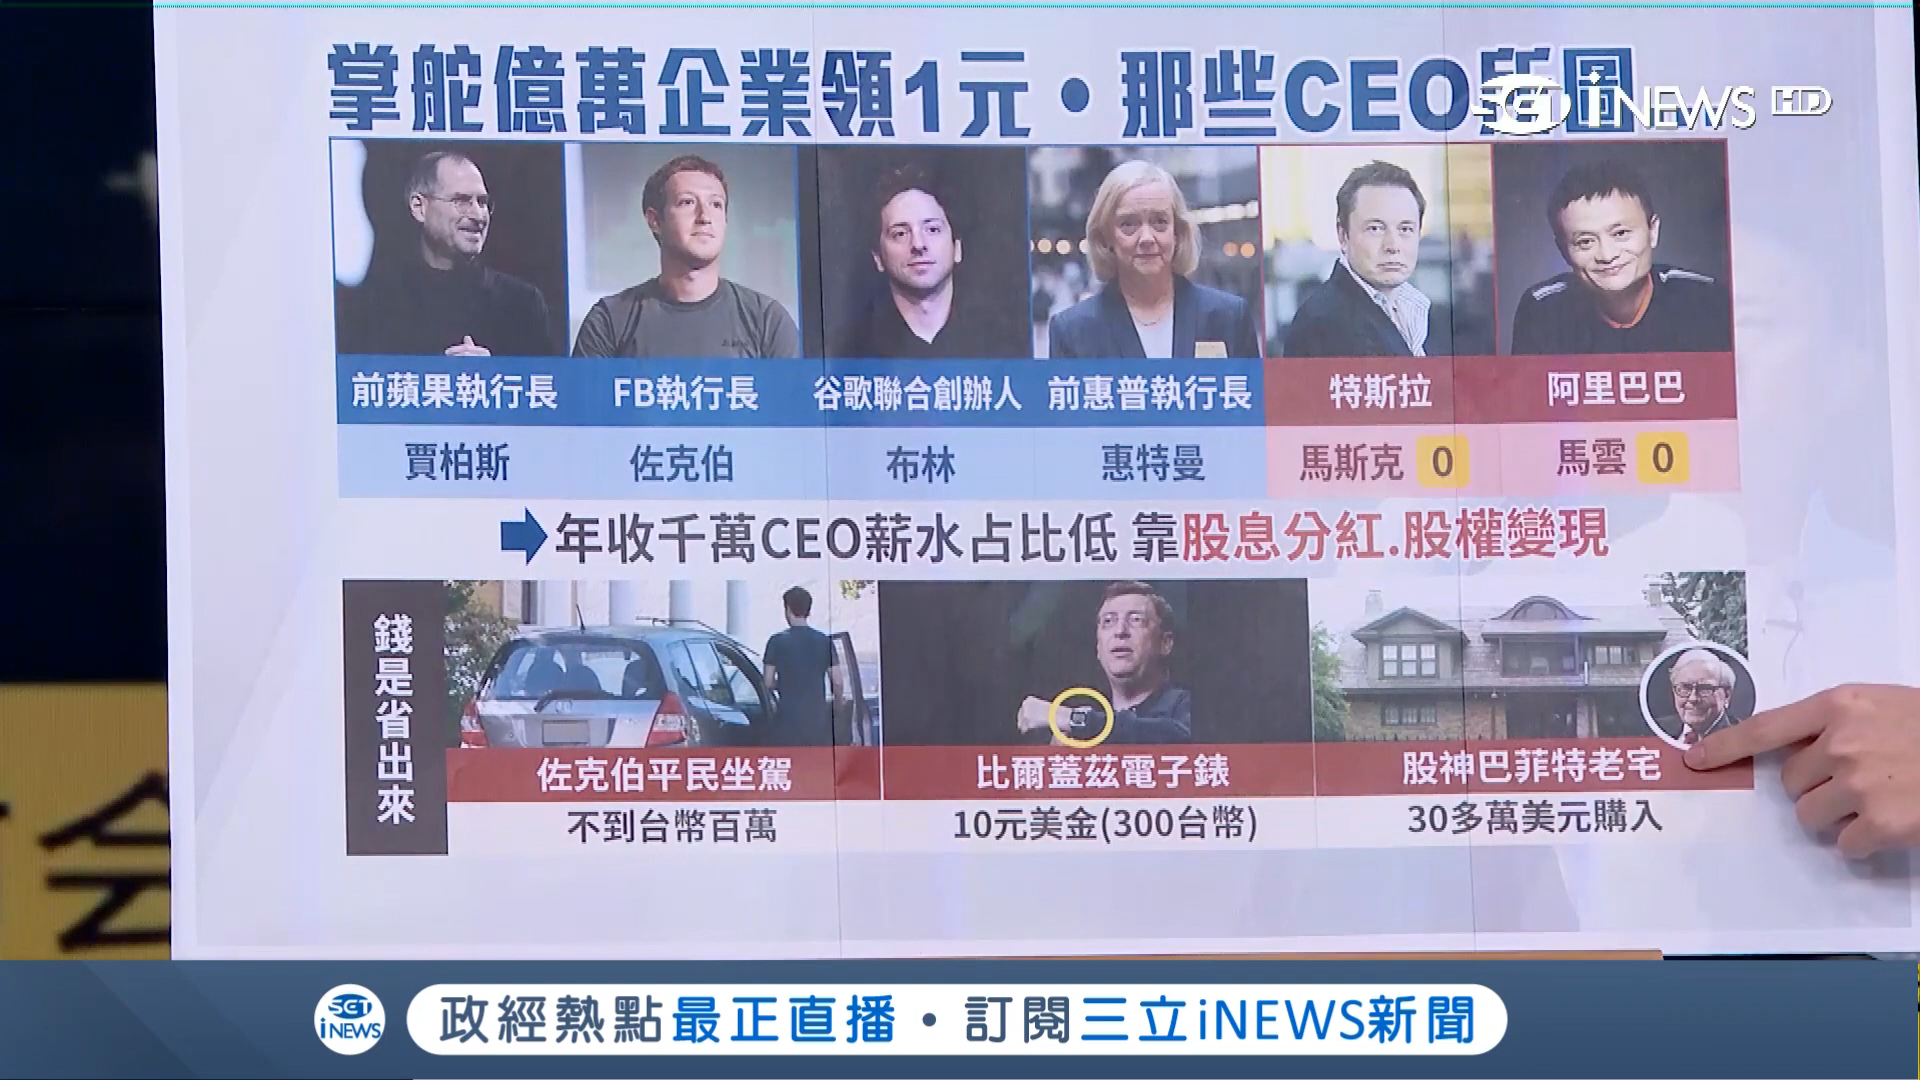 掌舵億萬企業領1元・那些CEO所圖
SET iNEWS HD
前蘋果執行長 FB執行長 谷歌聯合創辦人 前惠普執行長 特斯拉 阿里巴巴
賈柏斯 佐克伯 布林 惠特曼 馬斯克 0 馬雲 0
年收千萬CEO薪水占比低 靠股息分紅.股權變現
錢是省出來
佐克伯平民坐駕 比爾蓋茲電子錶 股神巴菲特老宅
不到台幣百萬 10元美金(300台幣) 30多萬美元購入
SET iNEWS
政經熱點最正直播・訂閱三立iNEWS新聞